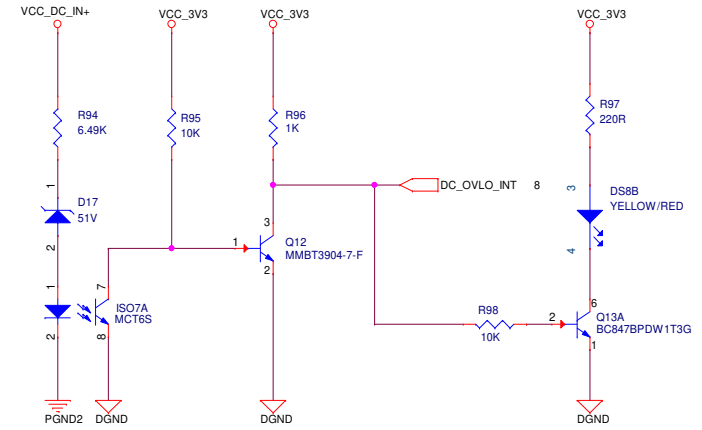 VCC_DC_IN+
VCC_3V3
VCC_3V3
VCC_3V3
R94
6.49K
R95
10K
R96
1K
R97
220R
1
D17
51V
2
DC_OVLO_INT 8
3
DS8B
YELLOW/RED
4
3
1
Q12
MMBT3904-7-F
2
1
7
ISO7A
MCT6S
2
8
R98
10K
6
2
Q13A
BC847BPDW1T3G
1
PGND2
DGND
DGND
DGND